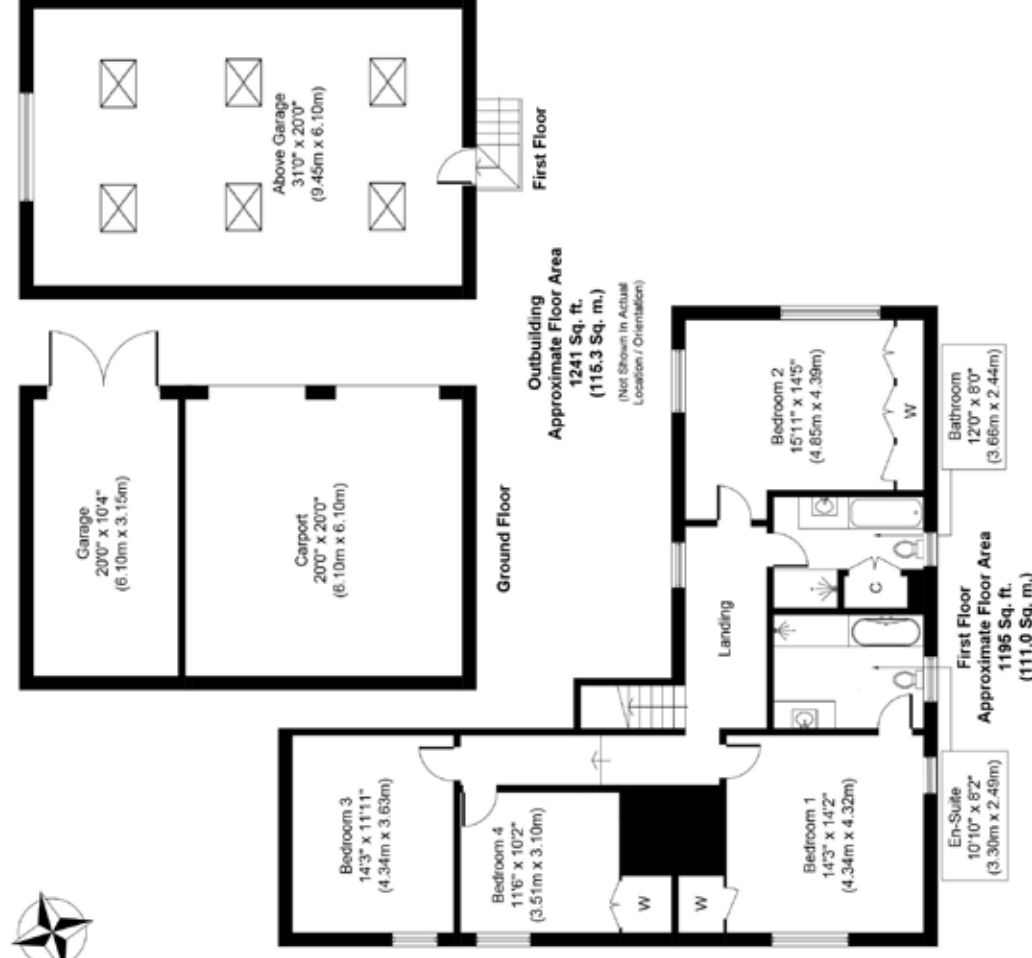 Above Garage
31'0" x 20'0"
(9.45m x 6.10m)
First Floor
Garage
20'0" x 10'4"
(6.10m x 3.15m)
Carport
20'0" x 20'0"
(6.10m x 6.10m)
Ground Floor
Outbuilding
Approximate Floor Area
1241 Sq. ft.
(115.3 Sq. m.)
(Not Shown In Actual
Location / Orientation)
Bedroom 3
14'3" x 11'11"
(4.34m x 3.63m)
Bedroom 4
11'6" x 10'2"
(3.51m x 3.10m)
W
W
Bedroom 1
14'3" x 14'2"
(4.34m x 4.32m)
Landing
Bedroom 2
15'11" x 14'5"
(4.85m x 4.39m)
W
C
En-Suite
10'10" x 8'2"
(3.30m x 2.49m)
Bathroom
12'0" x 8'0"
(3.66m x 2.44m)
First Floor
Approximate Floor Area
1195 Sq. ft.
(111.0 Sq. m.)